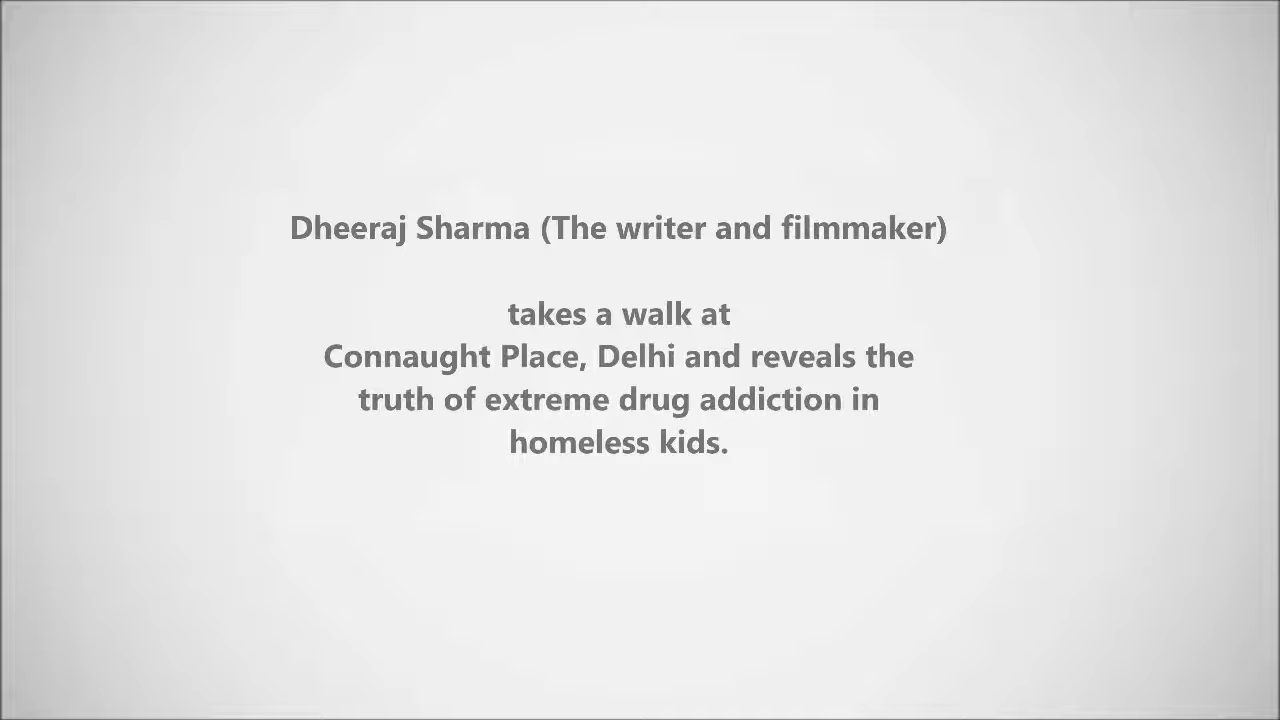 Dheeraj Sharma (The writer and filmmaker)
takes a walk at
Connaught Place, Delhi and reveals the
truth of extreme drug addiction in
homeless kids.